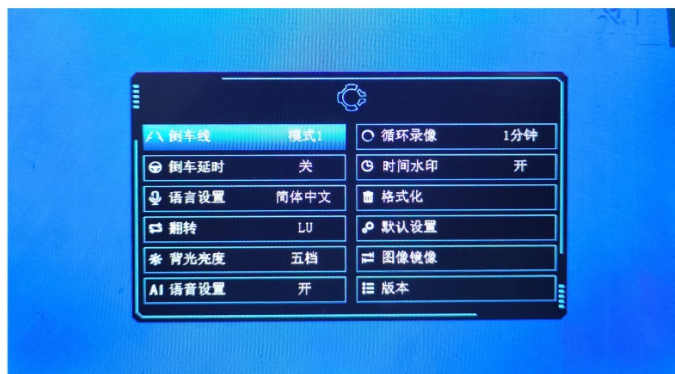 倒车线 模式1
倒车延时 关
语言设置 简体中文
翻转 LU
背光亮度 五档
AI 语音设置 开
循环录像 1分钟
时间水印 开
格式化
默认设置
图像镜像
版本